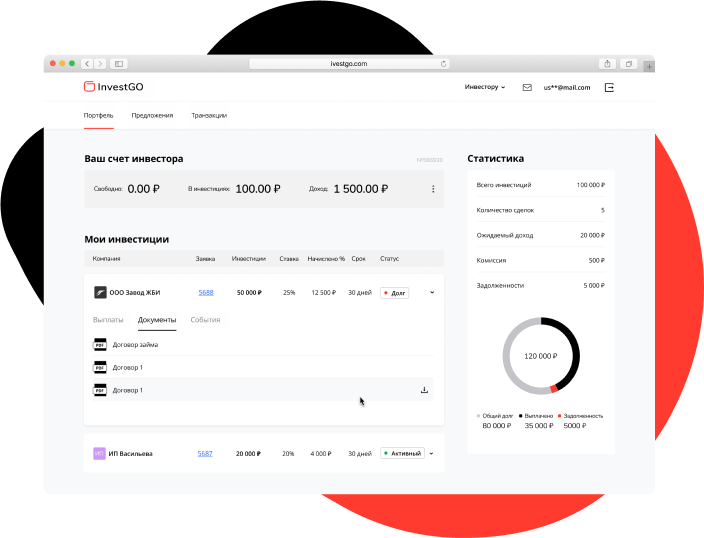 ivestgo.com
InvestGO
Инвестору
us**@mail.com
Портфель Предложения Транзакции
Ваш счет инвестора
Свободно: 0.00 ₽ В инвестициях: 100.00 ₽ Доход: 1 500.00 ₽
Мои инвестиции
Компания Заявка Инвестиции Ставка Начислено % Срок Статус
ООО Завод ЖБИ 5688 50 000 ₽ 25% 12 500 ₽ 30 дней Долг
Выплаты Документы События
PDF Договор займа
PDF Договор 1
PDF Договор 1
ИП ИП Васильева 5687 20 000 ₽ 20% 4 000 ₽ 30 дней Активный
Статистика
Всего инвестиций 100 000 ₽
Количество сделок 5
Ожидаемый доход 20 000 ₽
Комиссия 500 ₽
Задолженности 5 000 ₽
120 000 ₽
Общий долг Выплачено Задолженность
80 000 ₽ 35 000 ₽ 5000 ₽